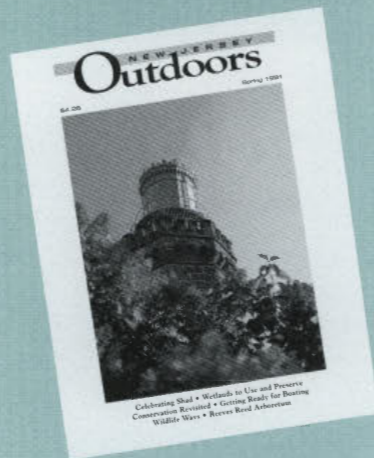 NEW JERSEY
Outdoors
$4.25
Spring 1991
Celebrating Shad • Wetlands to Use and Preserve
Conservation Revisited • Getting Ready for Boating
Wildlife Ways • Reeves Reed Arboretum